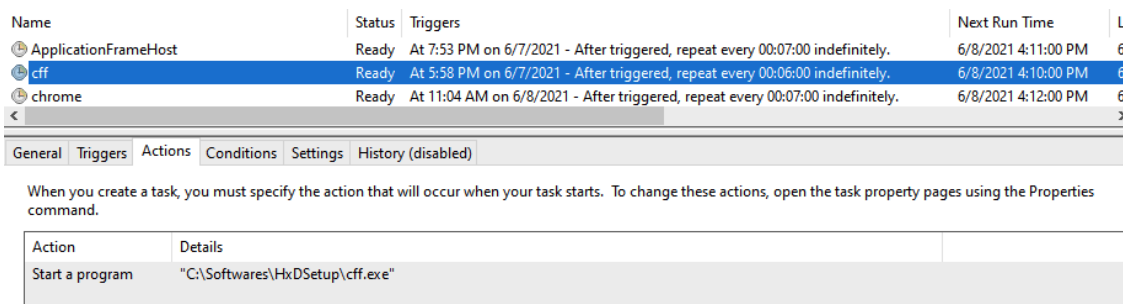 Name Status Triggers Next Run Time L
ApplicationFrameHost Ready At 7:53 PM on 6/7/2021 - After triggered, repeat every 00:07:00 indefinitely. 6/8/2021 4:11:00 PM 6
cff Ready At 5:58 PM on 6/7/2021 - After triggered, repeat every 00:06:00 indefinitely. 6/8/2021 4:10:00 PM 6
chrome Ready At 11:04 AM on 6/8/2021 - After triggered, repeat every 00:07:00 indefinitely. 6/8/2021 4:12:00 PM 6
General Triggers Actions Conditions Settings History (disabled)
When you create a task, you must specify the action that will occur when your task starts. To change these actions, open the task property pages using the Properties
command.
Action Details
Start a program "C:\Softwares\HxDSetup\cff.exe"